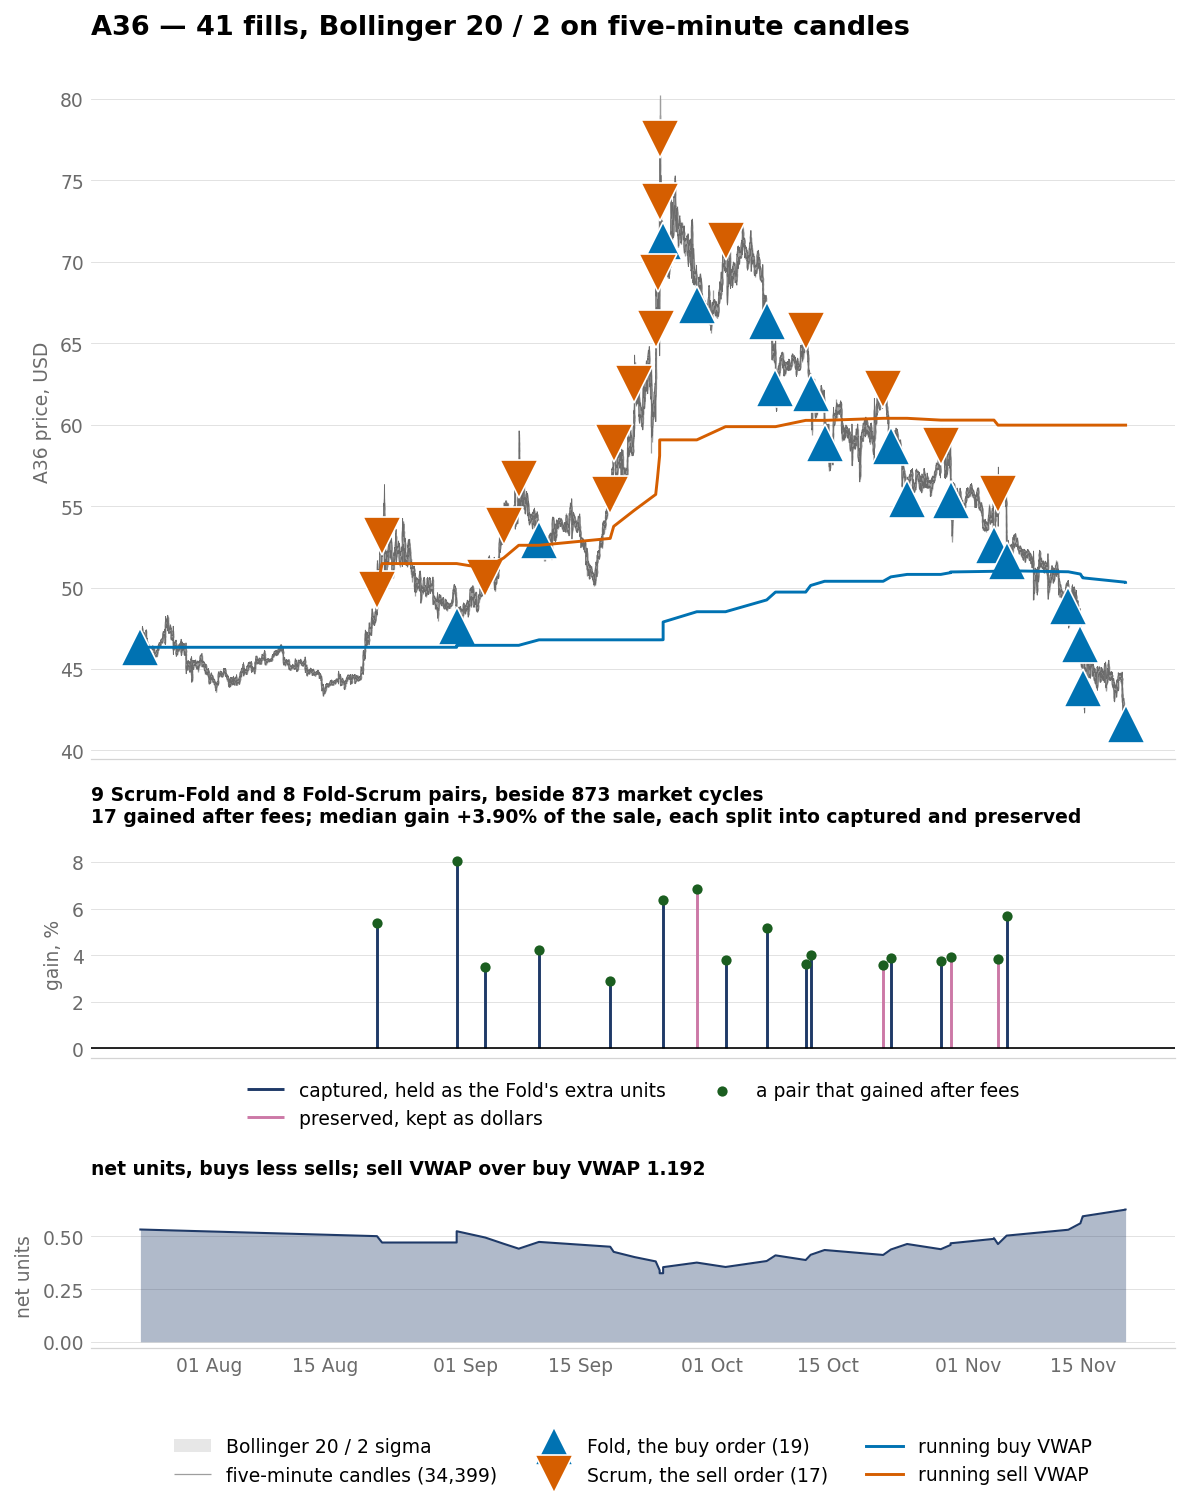 A36 — 41 fills, Bollinger 20 / 2 on five-minute candles
A36 price, USD
80
75
70
65
60
55
50
45
40
9 Scrum-Fold and 8 Fold-Scrum pairs, beside 873 market cycles
17 gained after fees; median gain +3.90% of the sale, each split into captured and preserved
gain, %
8
6
4
2
0
captured, held as the Fold's extra units
a pair that gained after fees
preserved, kept as dollars
net units, buys less sells; sell VWAP over buy VWAP 1.192
net units
0.50
0.25
0.00
01 Aug
15 Aug
01 Sep
15 Sep
01 Oct
15 Oct
01 Nov
15 Nov
Bollinger 20 / 2 sigma
Fold, the buy order (19)
running buy VWAP
five-minute candles (34,399)
Scrum, the sell order (17)
running sell VWAP